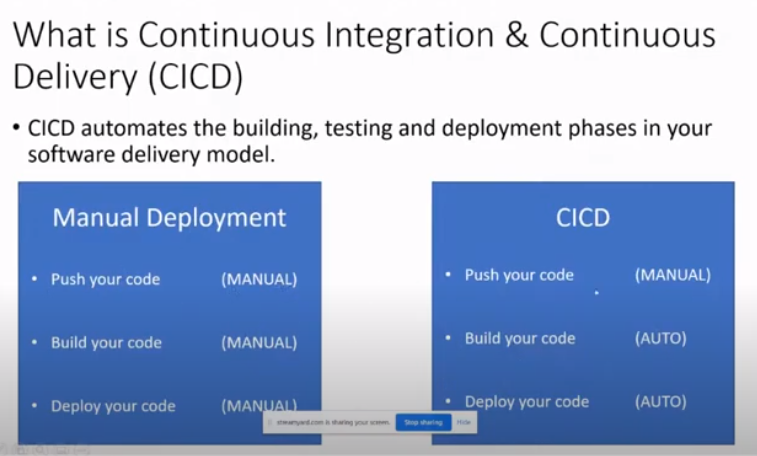 What is Continuous Integration & Continuous
Delivery (CICD)
• CICD automates the building, testing and deployment phases in your
software delivery model.
Manual Deployment
• Push your code (MANUAL)
• Build your code (MANUAL)
• Deploy your code (MANUAL)
CICD
• Push your code (MANUAL)
• Build your code (AUTO)
• Deploy your code (AUTO)
streamyard.com is sharing your screen. Stop sharing Hide